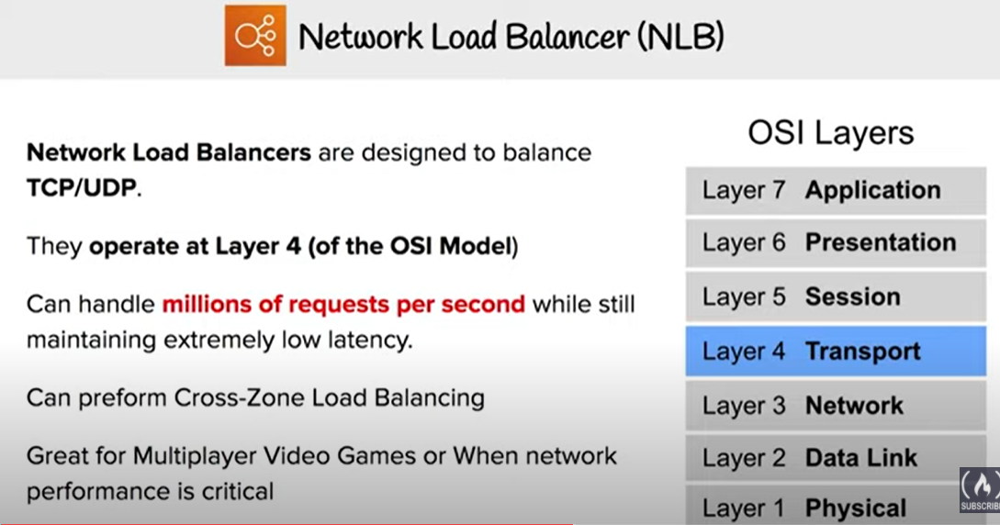 Network Load Balancer (NLB)
Network Load Balancers are designed to balance
TCP/UDP.
They operate at Layer 4 (of the OSI Model)
Can handle millions of requests per second while still
maintaining extremely low latency.
Can preform Cross-Zone Load Balancing
Great for Multiplayer Video Games or When network
performance is critical
OSI Layers
Layer 7 Application
Layer 6 Presentation
Layer 5 Session
Layer 4 Transport
Layer 3 Network
Layer 2 Data Link
Layer 1 Physical
SUBSCRIBE